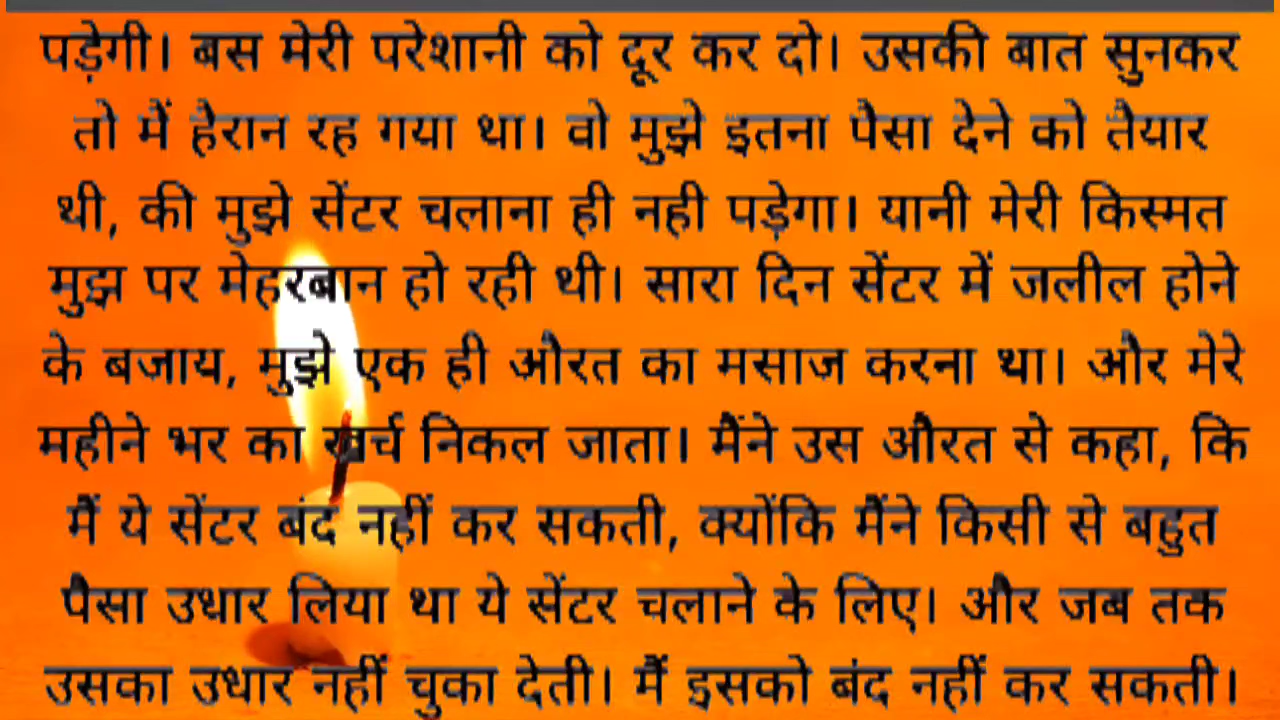 पड़ेगी। बस मेरी परेशानी को दूर कर दो। उसकी बात सुनकर
तो में हैरान रह गया था। वो मुझे इतना पैसा देने को तैयार
थी, की मुझे सेंटर चलाना ही नही पड़ेगा। यानी मेरी किस्मत
मुझ पर मेहरबान हो रही थी। सारा दिन सेंटर में जलील होने
के बजाय, मुझे एक ही औरत का मसाज करना था। और मेरे
महीने भर का खर्च निकल जाता। मैंने उस औरत से कहा, कि
मैं ये सेंटर बंद नहीं कर सकती, क्योंकि मैंने किसी से बहुत
पैसा उधार लिया था ये सेंटर चलाने के लिए। और जब तक
उसका उधार नहीं चुका देती। मैं इसको बंद नहीं कर सकती।